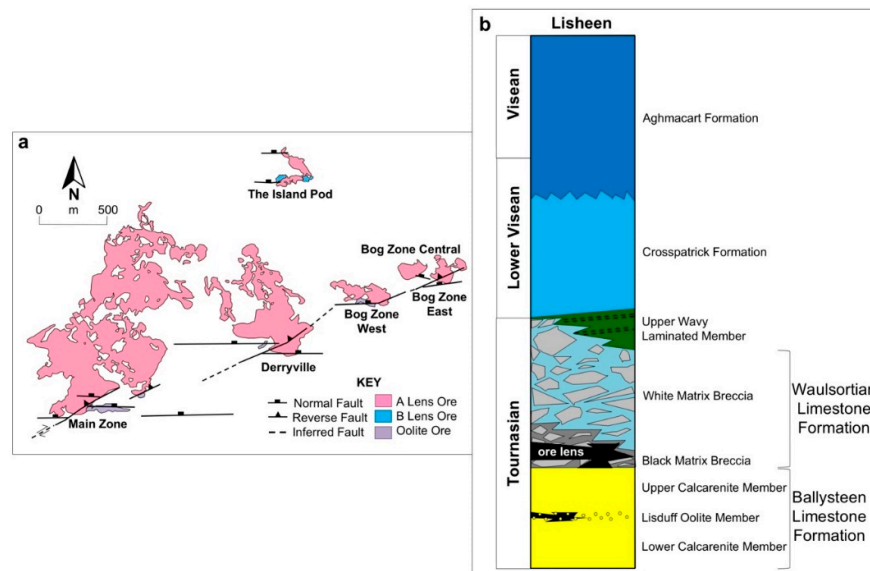 a
N
0 m 500
The Island Pod
Bog Zone Central
Bog Zone
West
Bog Zone
East
Derryville
Main Zone
KEY
Normal Fault
Reverse Fault
Inferred Fault
A Lens Ore
B Lens Ore
Oolite Ore
b
Lisheen
Visean
Lower Visean
Tournasian
Aghmacart Formation
Crosspatrick Formation
Upper Wavy
Laminated Member
White Matrix Breccia
ore lens
Black Matrix Breccia
Waulsortian
Limestone
Formation
Upper Calcarenite Member
Lisduff Oolite Member
Lower Calcarenite Member
Ballysteen
Limestone
Formation